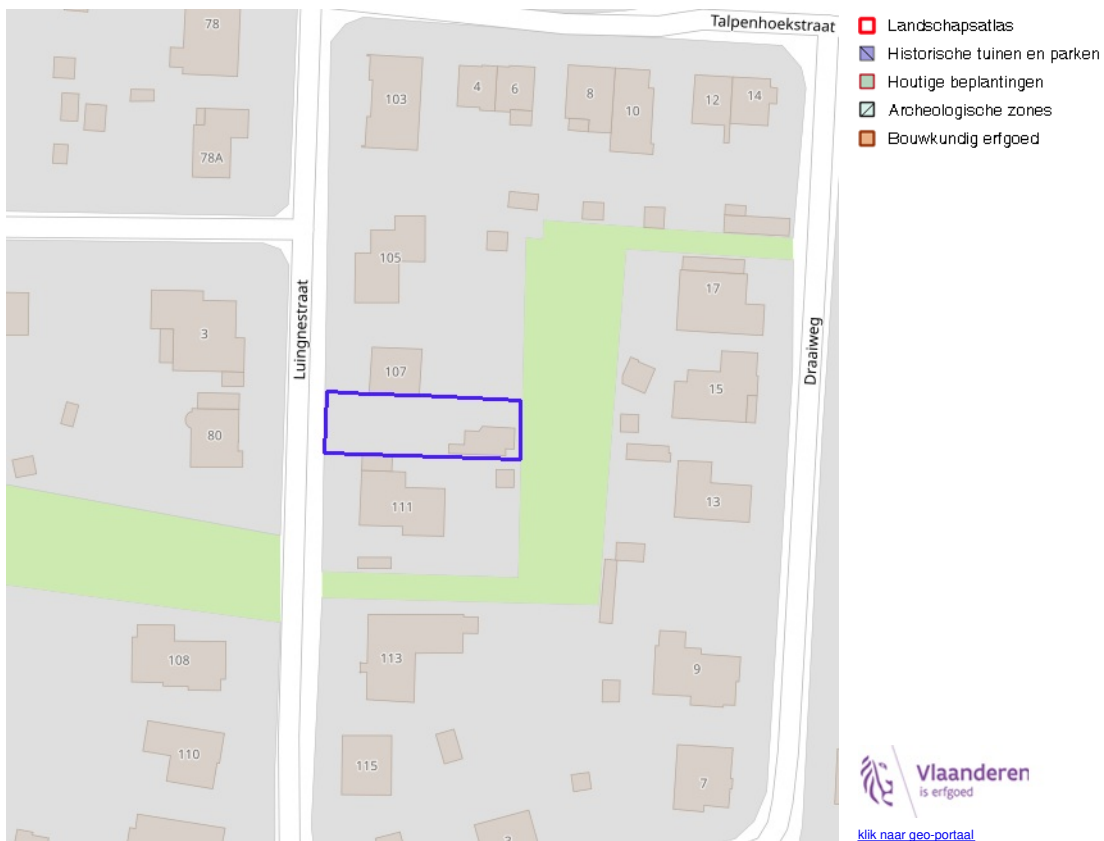 78
Talpenhoekstraat
103
4
6
8
10
12
14
78A
105
17
Luingnestraat
3
Draaiweg
107
15
80
13
111
108
113
9
110
115
7
Landschapsatlas
Historische tuinen en parken
Houtige beplantingen
Archeologische zones
Bouwkundig erfgoed
Vlaanderen
is erfgoed
klik naar geo-portaal